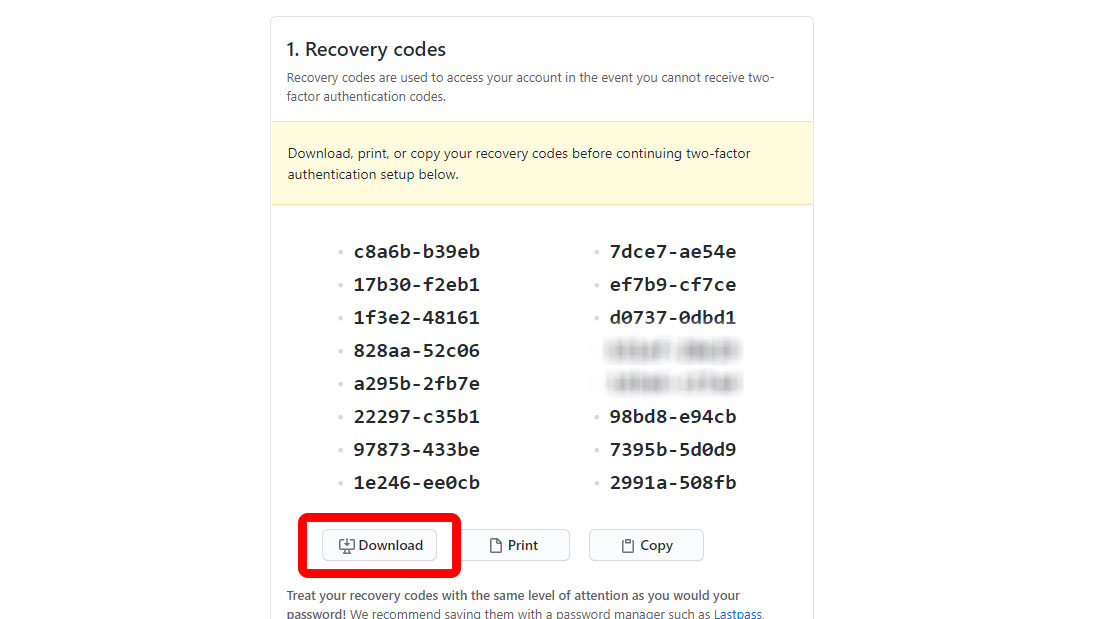 1. Recovery codes
Recovery codes are used to access your account in the event you cannot receive two-
factor authentication codes.
Download, print, or copy your recovery codes before continuing two-factor
authentication setup below.
c8a6b-b39eb 7dce7-ae54e
17b30-f2eb1 ef7b9-cf7ce
1f3e2-48161 d0737-0dbd1
828aa-52c06
a295b-2fb7e
22297-c35b1 98bd8-e94cb
97873-433be 7395b-5d0d9
1e246-ee0cb 2991a-508fb
Download Print Copy
Treat your recovery codes with the same level of attention as you would your
password! We recommend saving them with a password manager such as Lastpass,